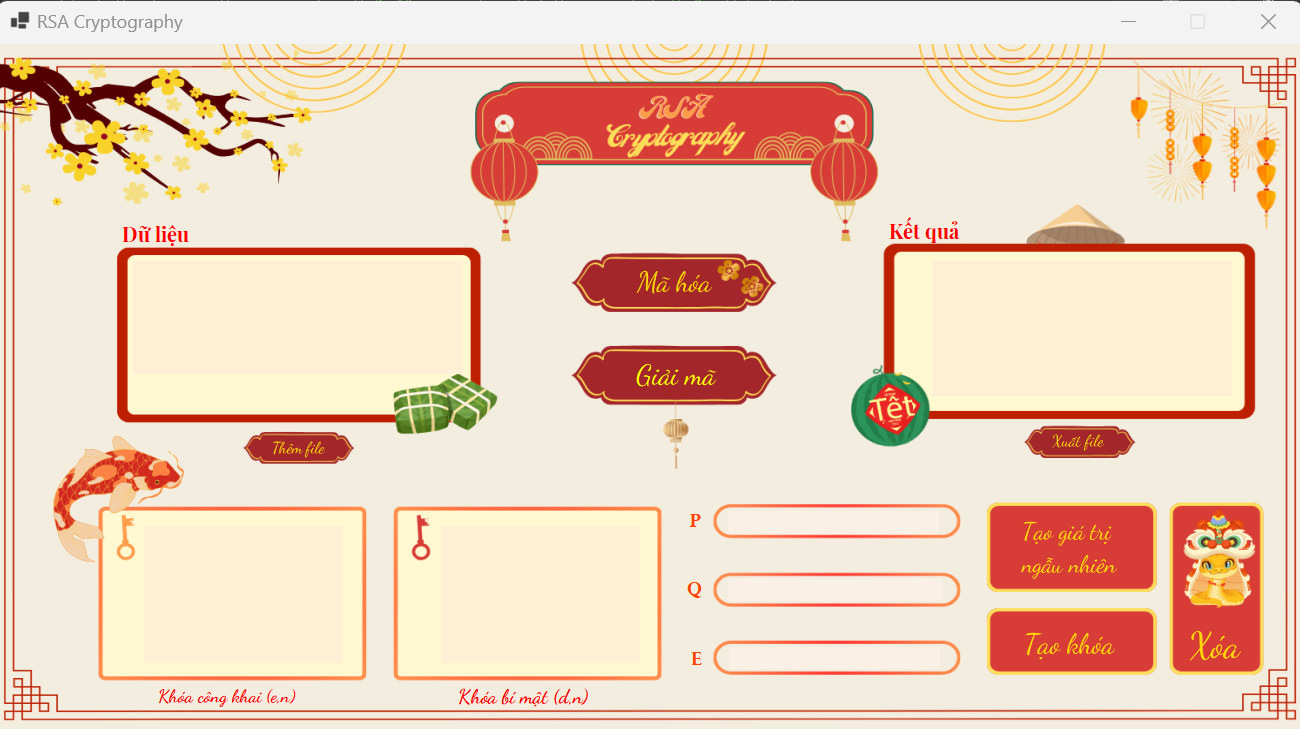 RSA Cryptography
RSA
Cryptography
Dữ liệu
Kết quả
Mã hóa
Giải mã
Tết
Thêm file
Xuất file
P
Q
E
Tạo giá trị
ngẫu nhiên
Tạo khóa
Xóa
Khóa công khai (e,n)
Khóa bí mật (d,n)